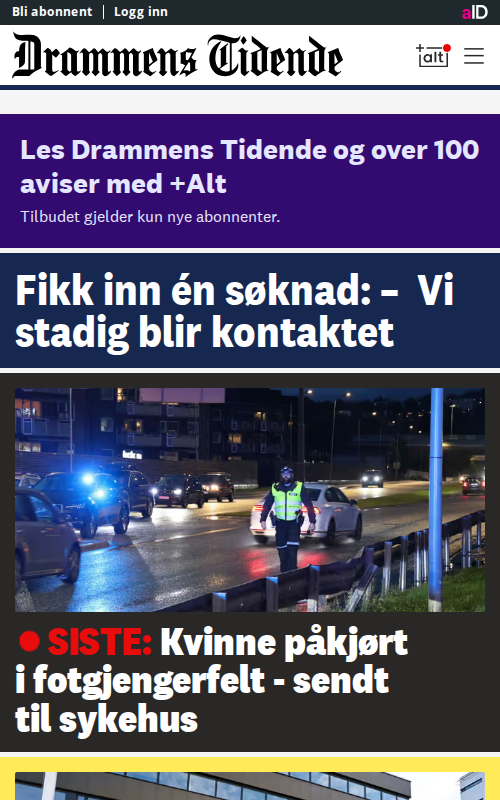 Bli abonnent | Logg inn
aID
Drammens Tidende
+alt
Les Drammens Tidende og over 100
aviser med +Alt
Tilbudet gjelder kun nye abonnenter.
Fikk inn én søknad: – Vi
stadig blir kontaktet
SISTE: Kvinne påkjørt
i fotgjengerfelt - sendt
til sykehus